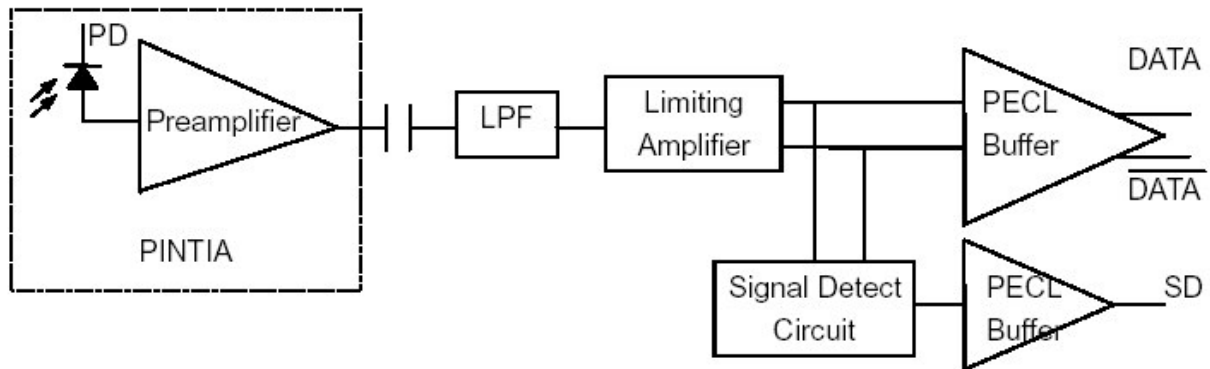 PD
Preamplifier
PINTIA
LPF
Limiting
Amplifier
PECL
Buffer
DATA
DATA
Signal Detect
Circuit
PECL
Buffer
SD